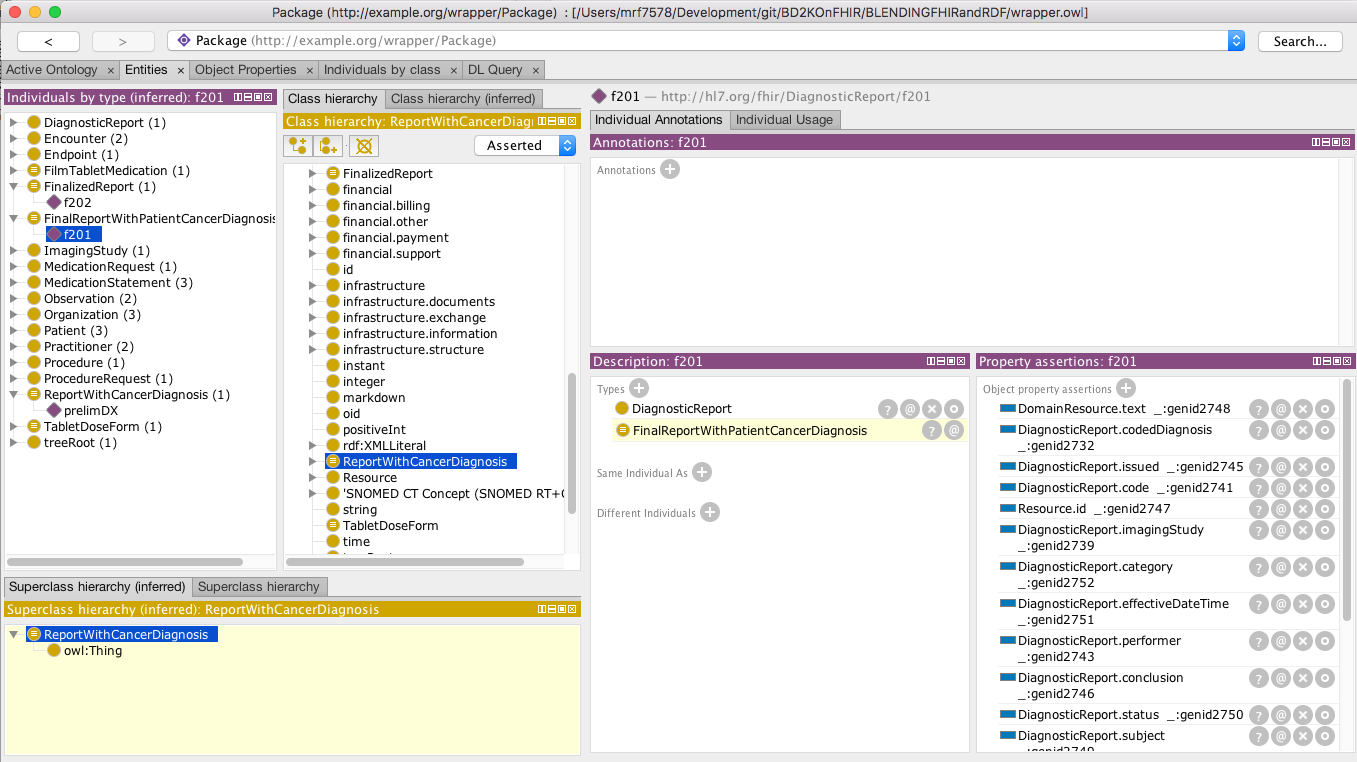 Package (http://example.org/wrapper/Package) : [/Users/mrf7578/Development/git/BD2KOnFHIR/BLENDINGFHIRandRDF/wrapper.owl]
< > Package (http://example.org/wrapper/Package) Search...
Active Ontology × Entities × Object Properties × Individuals by class × DL Query ×
Individuals by type (inferred): f201
DiagnosticReport (1)
Encounter (2)
Endpoint (1)
FilmTabletMedication (1)
FinalizedReport (1)
f202
FinalReportWithPatientCancerDiagnosis
f201
ImagingStudy (1)
MedicationRequest (1)
MedicationStatement (3)
Observation (2)
Organization (3)
Patient (3)
Practitioner (2)
Procedure (1)
ProcedureRequest (1)
ReportWithCancerDiagnosis (1)
prelimDX
TabletDoseForm (1)
treeRoot (1)
Class hierarchy Class hierarchy (inferred)
Class hierarchy: ReportWithCancerDiag
Asserted
FinalizedReport
financial
financial.billing
financial.other
financial.payment
financial.support
id
infrastructure
infrastructure.documents
infrastructure.exchange
infrastructure.information
infrastructure.structure
instant
integer
markdown
oid
positiveInt
rdf:XMLLiteral
ReportWithCancerDiagnosis
Resource
'SNOMED CT Concept (SNOMED RT+
string
TabletDoseForm
time
Superclass hierarchy (inferred) Superclass hierarchy
Superclass hierarchy (inferred): ReportWithCancerDiagnosis
ReportWithCancerDiagnosis
owl:Thing
f201 — http://hl7.org/fhir/DiagnosticReport/f201
Individual Annotations Individual Usage
Annotations: f201
Annotations
Description: f201
Types
DiagnosticReport
FinalReportWithPatientCancerDiagnosis
Same Individual As
Different Individuals
Property assertions: f201
Object property assertions
DomainResource.text _:genid2748
DiagnosticReport.codedDiagnosis
_:genid2732
DiagnosticReport.issued _:genid2745
DiagnosticReport.code _:genid2741
Resource.id _:genid2747
DiagnosticReport.imagingStudy
_:genid2739
DiagnosticReport.category
_:genid2752
DiagnosticReport.effectiveDateTime
_:genid2751
DiagnosticReport.performer
_:genid2743
DiagnosticReport.conclusion
_:genid2746
DiagnosticReport.status _:genid2750
DiagnosticReport.subject